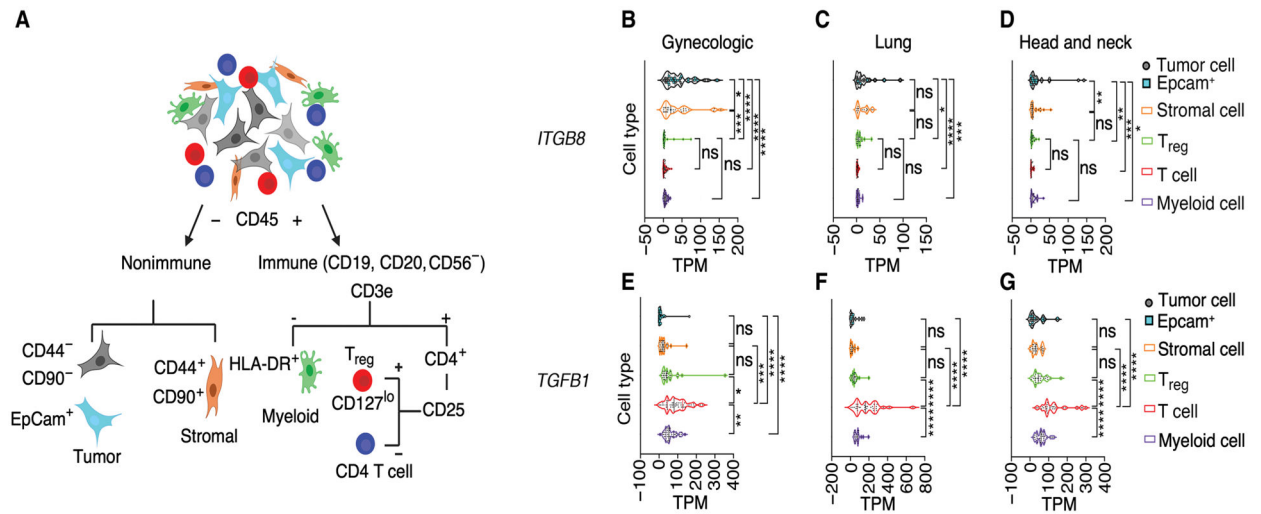 A
− CD45 +
Nonimmune
Immune (CD19, CD20, CD56⁻)
CD3e
-
+
CD44⁻
CD90⁻
EpCam⁺
Tumor
CD44⁺
CD90⁺
Stromal
HLA-DR⁺
Myeloid
Treg
CD127lo
+
CD4⁺
CD25
−
CD4 T cell
ITGB8
B
Gynecologic
Cell type
*
***
****
****
****
ns
ns
−50
0
50
100
150
200
TPM
C
Lung
ns
ns
*
****
***
ns
ns
−50
0
50
100
150
TPM
D
Head and neck
**
ns
**
***
*
ns
ns
−50
0
50
100
150
200
TPM
Tumor cell
Epcam⁺
Stromal cell
Treg
T cell
Myeloid cell
TGFB1
E
Cell type
ns
ns
*
**
***
****
****
−100
0
100
200
300
400
TPM
F
ns
ns
****
****
****
****
−200
0
200
400
600
800
TPM
G
ns
ns
****
****
****
****
−100
0
100
200
300
400
TPM
Tumor cell
Epcam⁺
Stromal cell
Treg
T cell
Myeloid cell